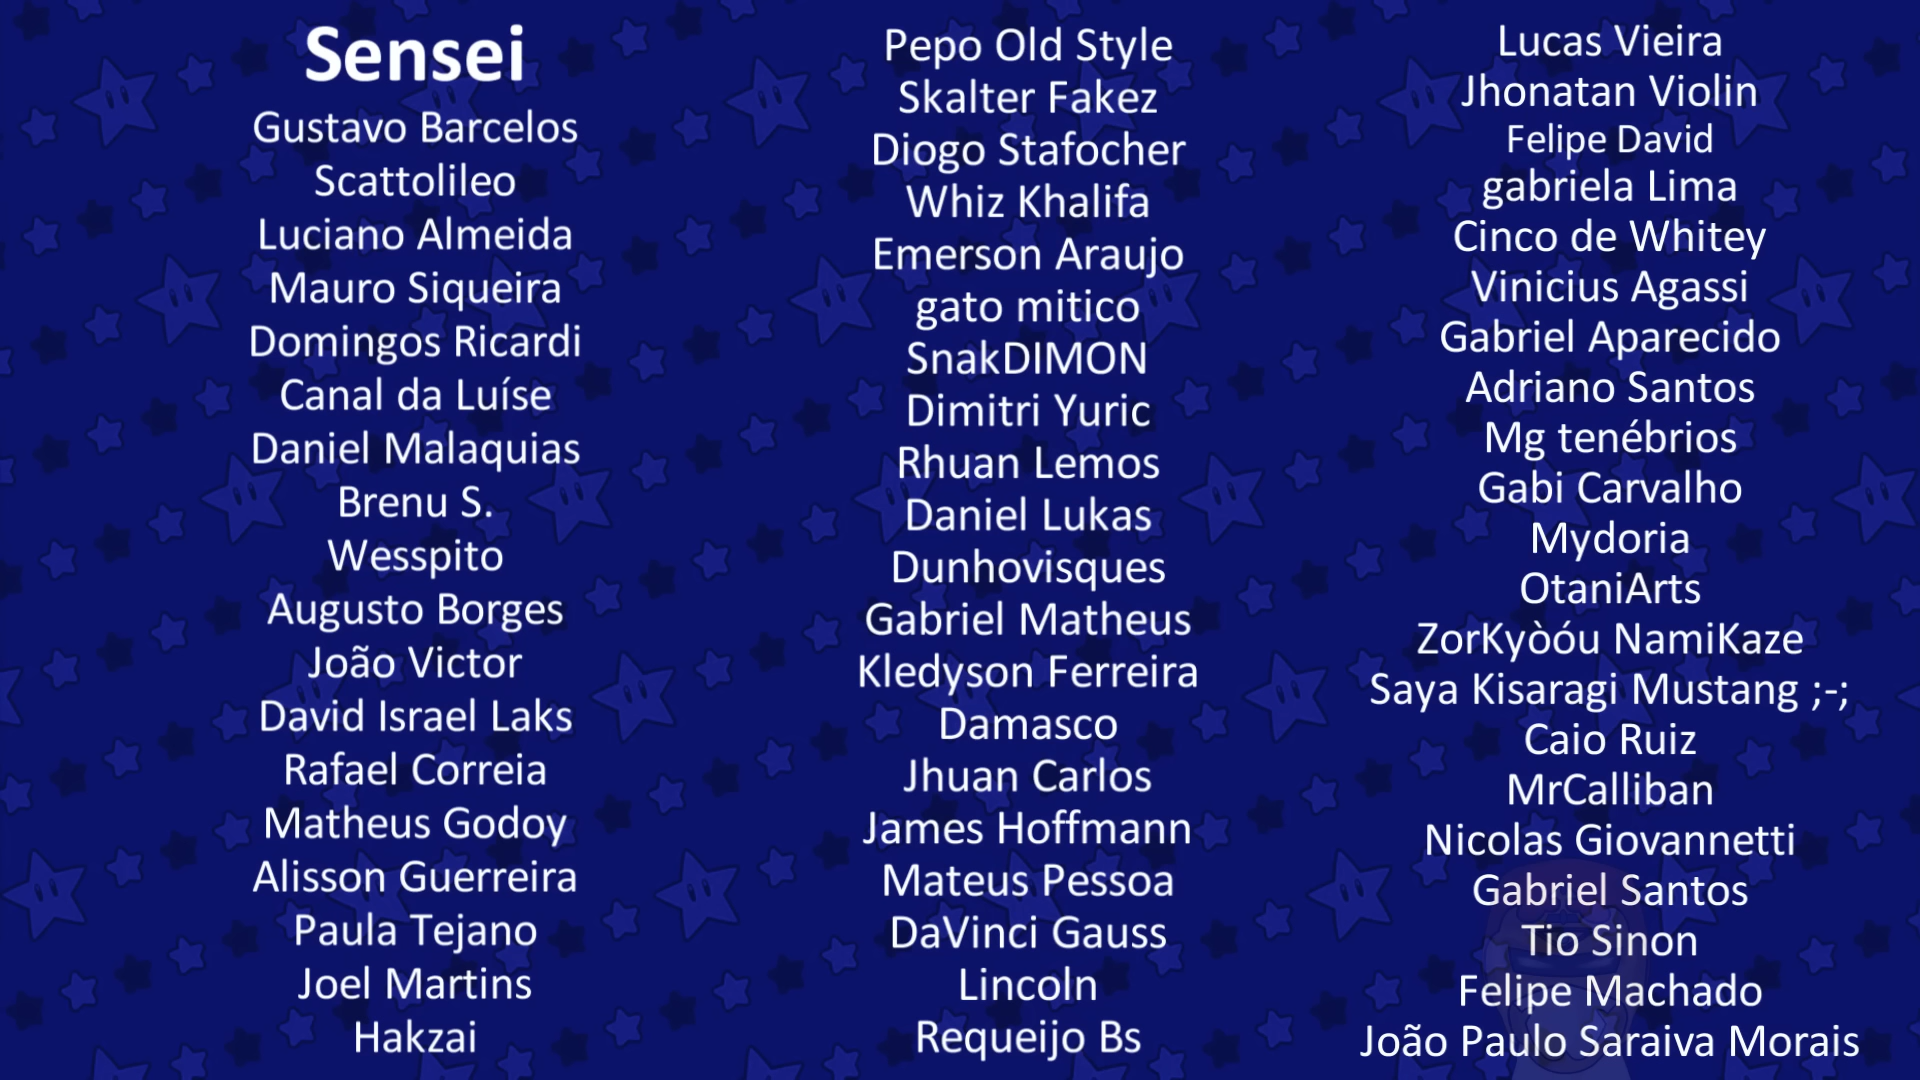 Sensei
Gustavo Barcelos
Scattolileo
Luciano Almeida
Mauro Siqueira
Domingos Ricardi
Canal da Luíse
Daniel Malaquias
Brenu S.
Wesspito
Augusto Borges
João Victor
David Israel Laks
Rafael Correia
Matheus Godoy
Alisson Guerreira
Paula Tejano
Joel Martins
Hakzai
Pepo Old Style
Skalter Fakez
Diogo Stafocher
Whiz Khalifa
Emerson Araujo
gato mitico
SnakDIMON
Dimitri Yuric
Rhuan Lemos
Daniel Lukas
Dunhovisques
Gabriel Matheus
Kledyson Ferreira
Damasco
Jhuan Carlos
James Hoffmann
Mateus Pessoa
DaVinci Gauss
Lincoln
Requeijo Bs
Lucas Vieira
Jhonatan Violin
Felipe David
gabriela Lima
Cinco de Whitey
Vinicius Agassi
Gabriel Aparecido
Adriano Santos
Mg tenébrios
Gabi Carvalho
Mydoria
OtaniArts
ZorKyòóu NamiKaze
Saya Kisaragi Mustang ;-;
Caio Ruiz
MrCalliban
Nicolas Giovannetti
Gabriel Santos
Tio Sinon
Felipe Machado
João Paulo Saraiva Morais